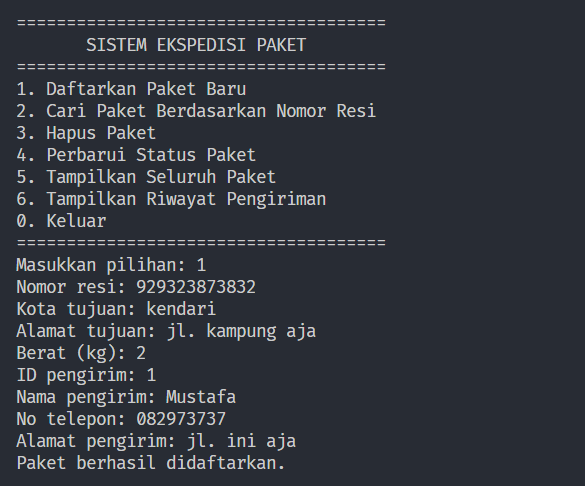 =====================================
SISTEM EKSPEDISI PAKET
=====================================
1. Daftarkan Paket Baru
2. Cari Paket Berdasarkan Nomor Resi
3. Hapus Paket
4. Perbarui Status Paket
5. Tampilkan Seluruh Paket
6. Tampilkan Riwayat Pengiriman
0. Keluar
=====================================
Masukkan pilihan: 1
Nomor resi: 929323873832
Kota tujuan: kendari
Alamat tujuan: jl. kampung aja
Berat (kg): 2
ID pengirim: 1
Nama pengirim: Mustafa
No telepon: 082973737
Alamat pengirim: jl. ini aja
Paket berhasil didaftarkan.